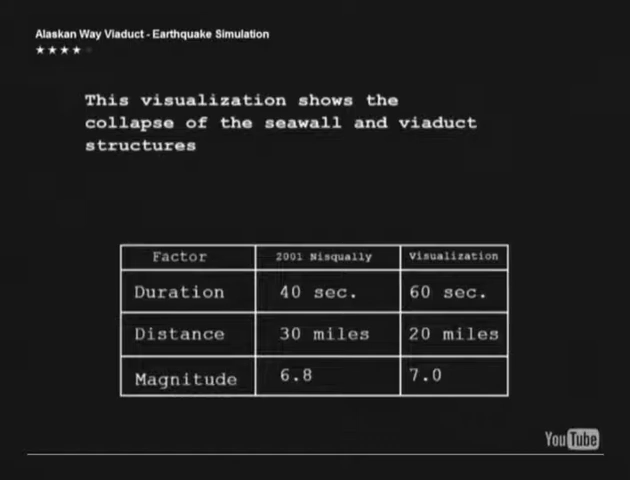 Alaskan Way Viaduct - Earthquake Simulation
This visualization shows the
collapse of the seawall and viaduct
structures
Factor 2001 Nisqually Visualization
Duration 40 sec. 60 sec.
Distance 30 miles 20 miles
Magnitude 6.8 7.0
YouTube